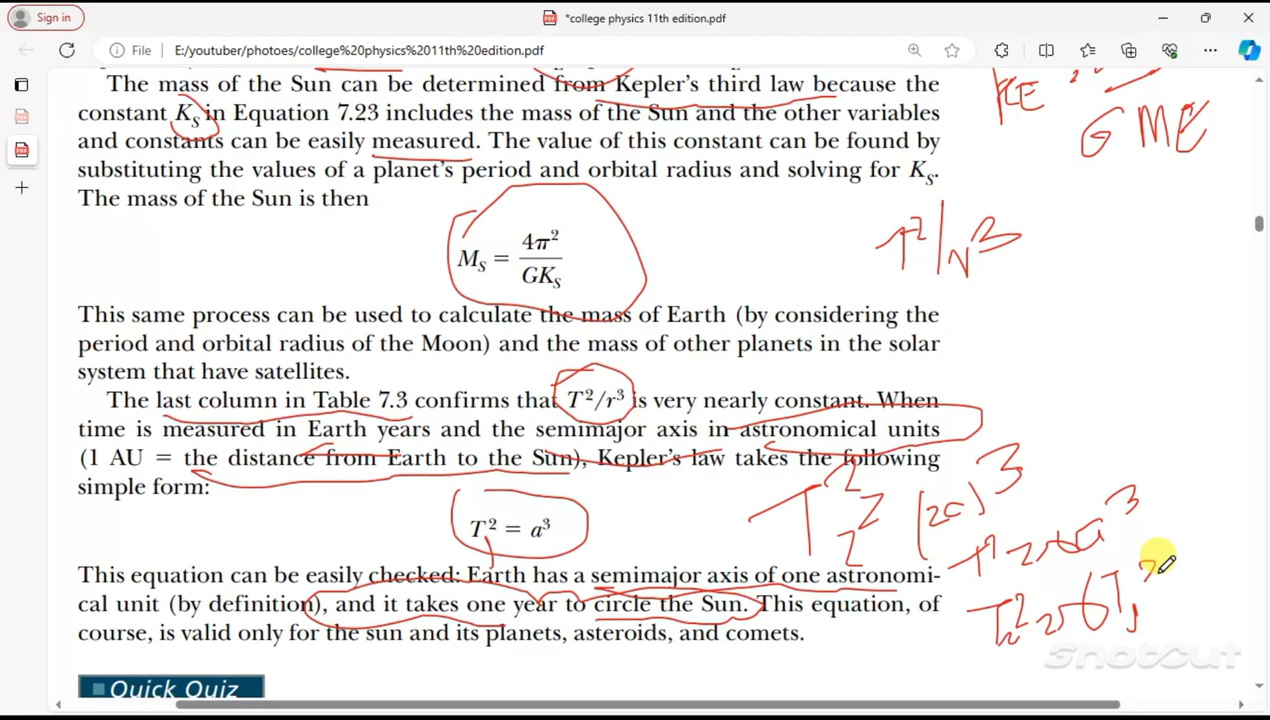 Sign in
*college physics 11th edition.pdf
File E:/youtuber/photoes/college%20physics%2011th%20edition.pdf
The mass of the Sun can be determined from Kepler's third law because the
constant Kₛ in Equation 7.23 includes the mass of the Sun and the other variables
and constants can be easily measured. The value of this constant can be found by
substituting the values of a planet's period and orbital radius and solving for Kₛ.
The mass of the Sun is then
KE
GME
Mₛ = 4π² / GKₛ
T²/r³
This same process can be used to calculate the mass of Earth (by considering the
period and orbital radius of the Moon) and the mass of other planets in the solar
system that have satellites.
The last column in Table 7.3 confirms that T²/r³ is very nearly constant. When
time is measured in Earth years and the semimajor axis in astronomical units
(1 AU = the distance from Earth to the Sun), Kepler's law takes the following
simple form:
T² = a³
This equation can be easily checked: Earth has a semimajor axis of one astronomi-
cal unit (by definition), and it takes one year to circle the Sun. This equation, of
course, is valid only for the sun and its planets, asteroids, and comets.
Shotcut
Quick Quiz